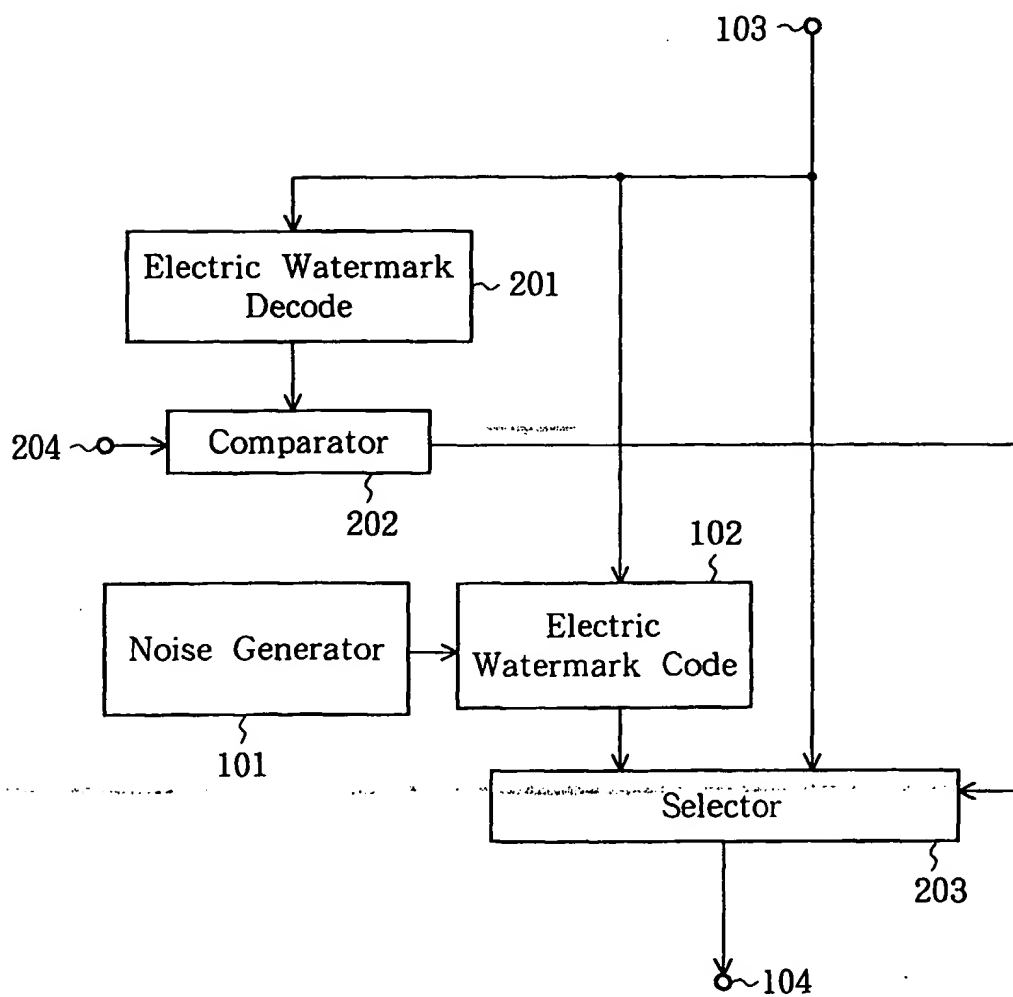 103
Electric Watermark
Decode
201
204
Comparator
202
102
Noise Generator
Electric
Watermark Code
101
Selector
203
104